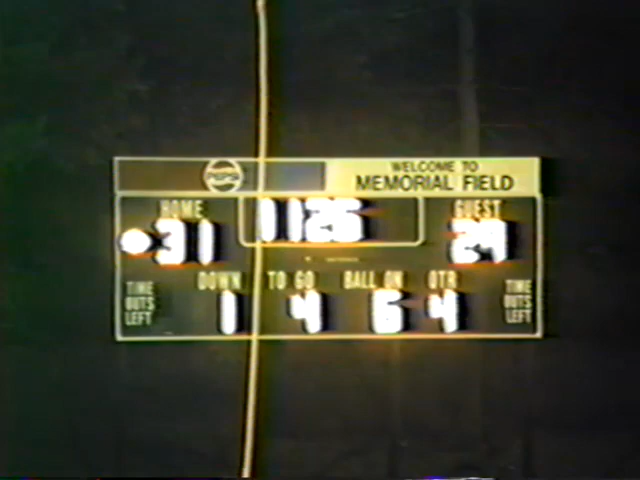 PEPSI
WELCOME TO
MEMORIAL FIELD
HOME
GUEST
31
1126
29
DOWN TO GO BALL ON QTR
TIME
OUTS
LEFT
1 4 6 4
TIME
OUTS
LEFT